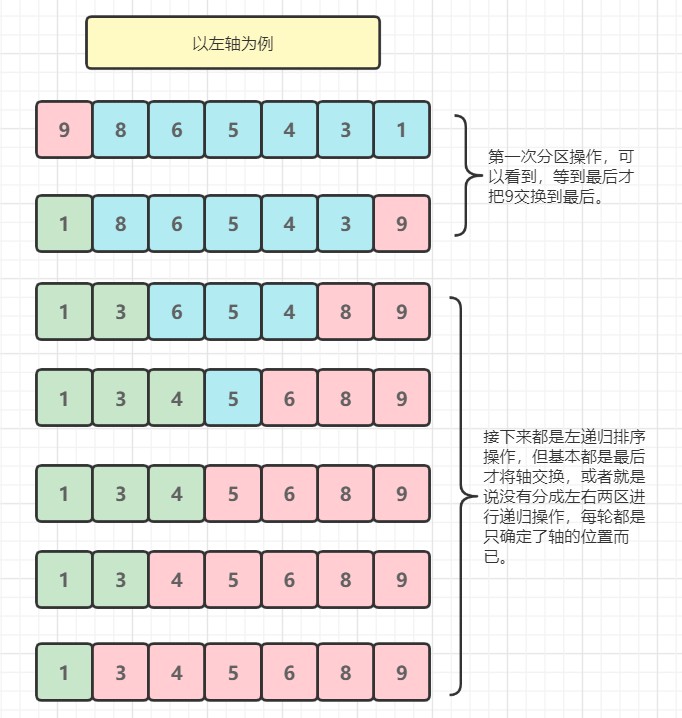 以左轴为例
9 8 6 5 4 3 1
第一次分区操作，可
以看到，等到最后才
把9交换到最后。
1 8 6 5 4 3 9
1 3 6 5 4 8 9
1 3 4 5 6 8 9
接下来都是左递归排序
操作，但基本都是最后
才将轴交换，或者就是
说没有分成左右两区进
行递归操作，每轮都是
只确定了轴的位置而
已。
1 3 4 5 6 8 9
1 3 4 5 6 8 9
1 3 4 5 6 8 9